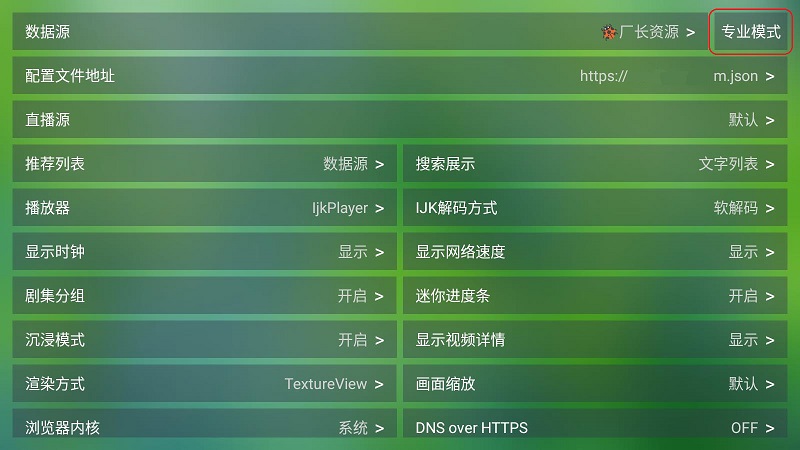 数据源 🐞厂长资源 > 专业模式
配置文件地址 https:// m.json >
直播源 默认 >
推荐列表 数据源 > 搜索展示 文字列表 >
播放器 IjkPlayer > IJK解码方式 软解码 >
显示时钟 显示 > 显示网络速度 显示 >
剧集分组 开启 > 迷你进度条 开启 >
沉浸模式 开启 > 显示视频详情 显示 >
渲染方式 TextureView > 画面缩放 默认 >
浏览器内核 系统 > DNS over HTTPS OFF >